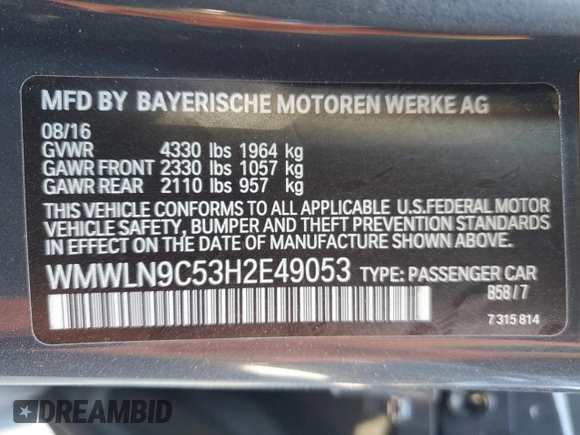 MFD BY BAYERISCHE MOTOREN WERKE AG
08/16
GVWR 4330 lbs 1964 kg
GAWR FRONT 2330 lbs 1057 kg
GAWR REAR 2110 lbs 957 kg
THIS VEHICLE CONFORMS TO ALL APPLICABLE U.S.FEDERAL MOTOR
VEHICLE SAFETY, BUMPER AND THEFT PREVENTION STANDARDS
IN EFFECT ON THE DATE OF MANUFACTURE SHOWN ABOVE.
WMWLN9C53H2E49053 TYPE: PASSENGER CAR
B58/7
7 315 814
DREAMBID